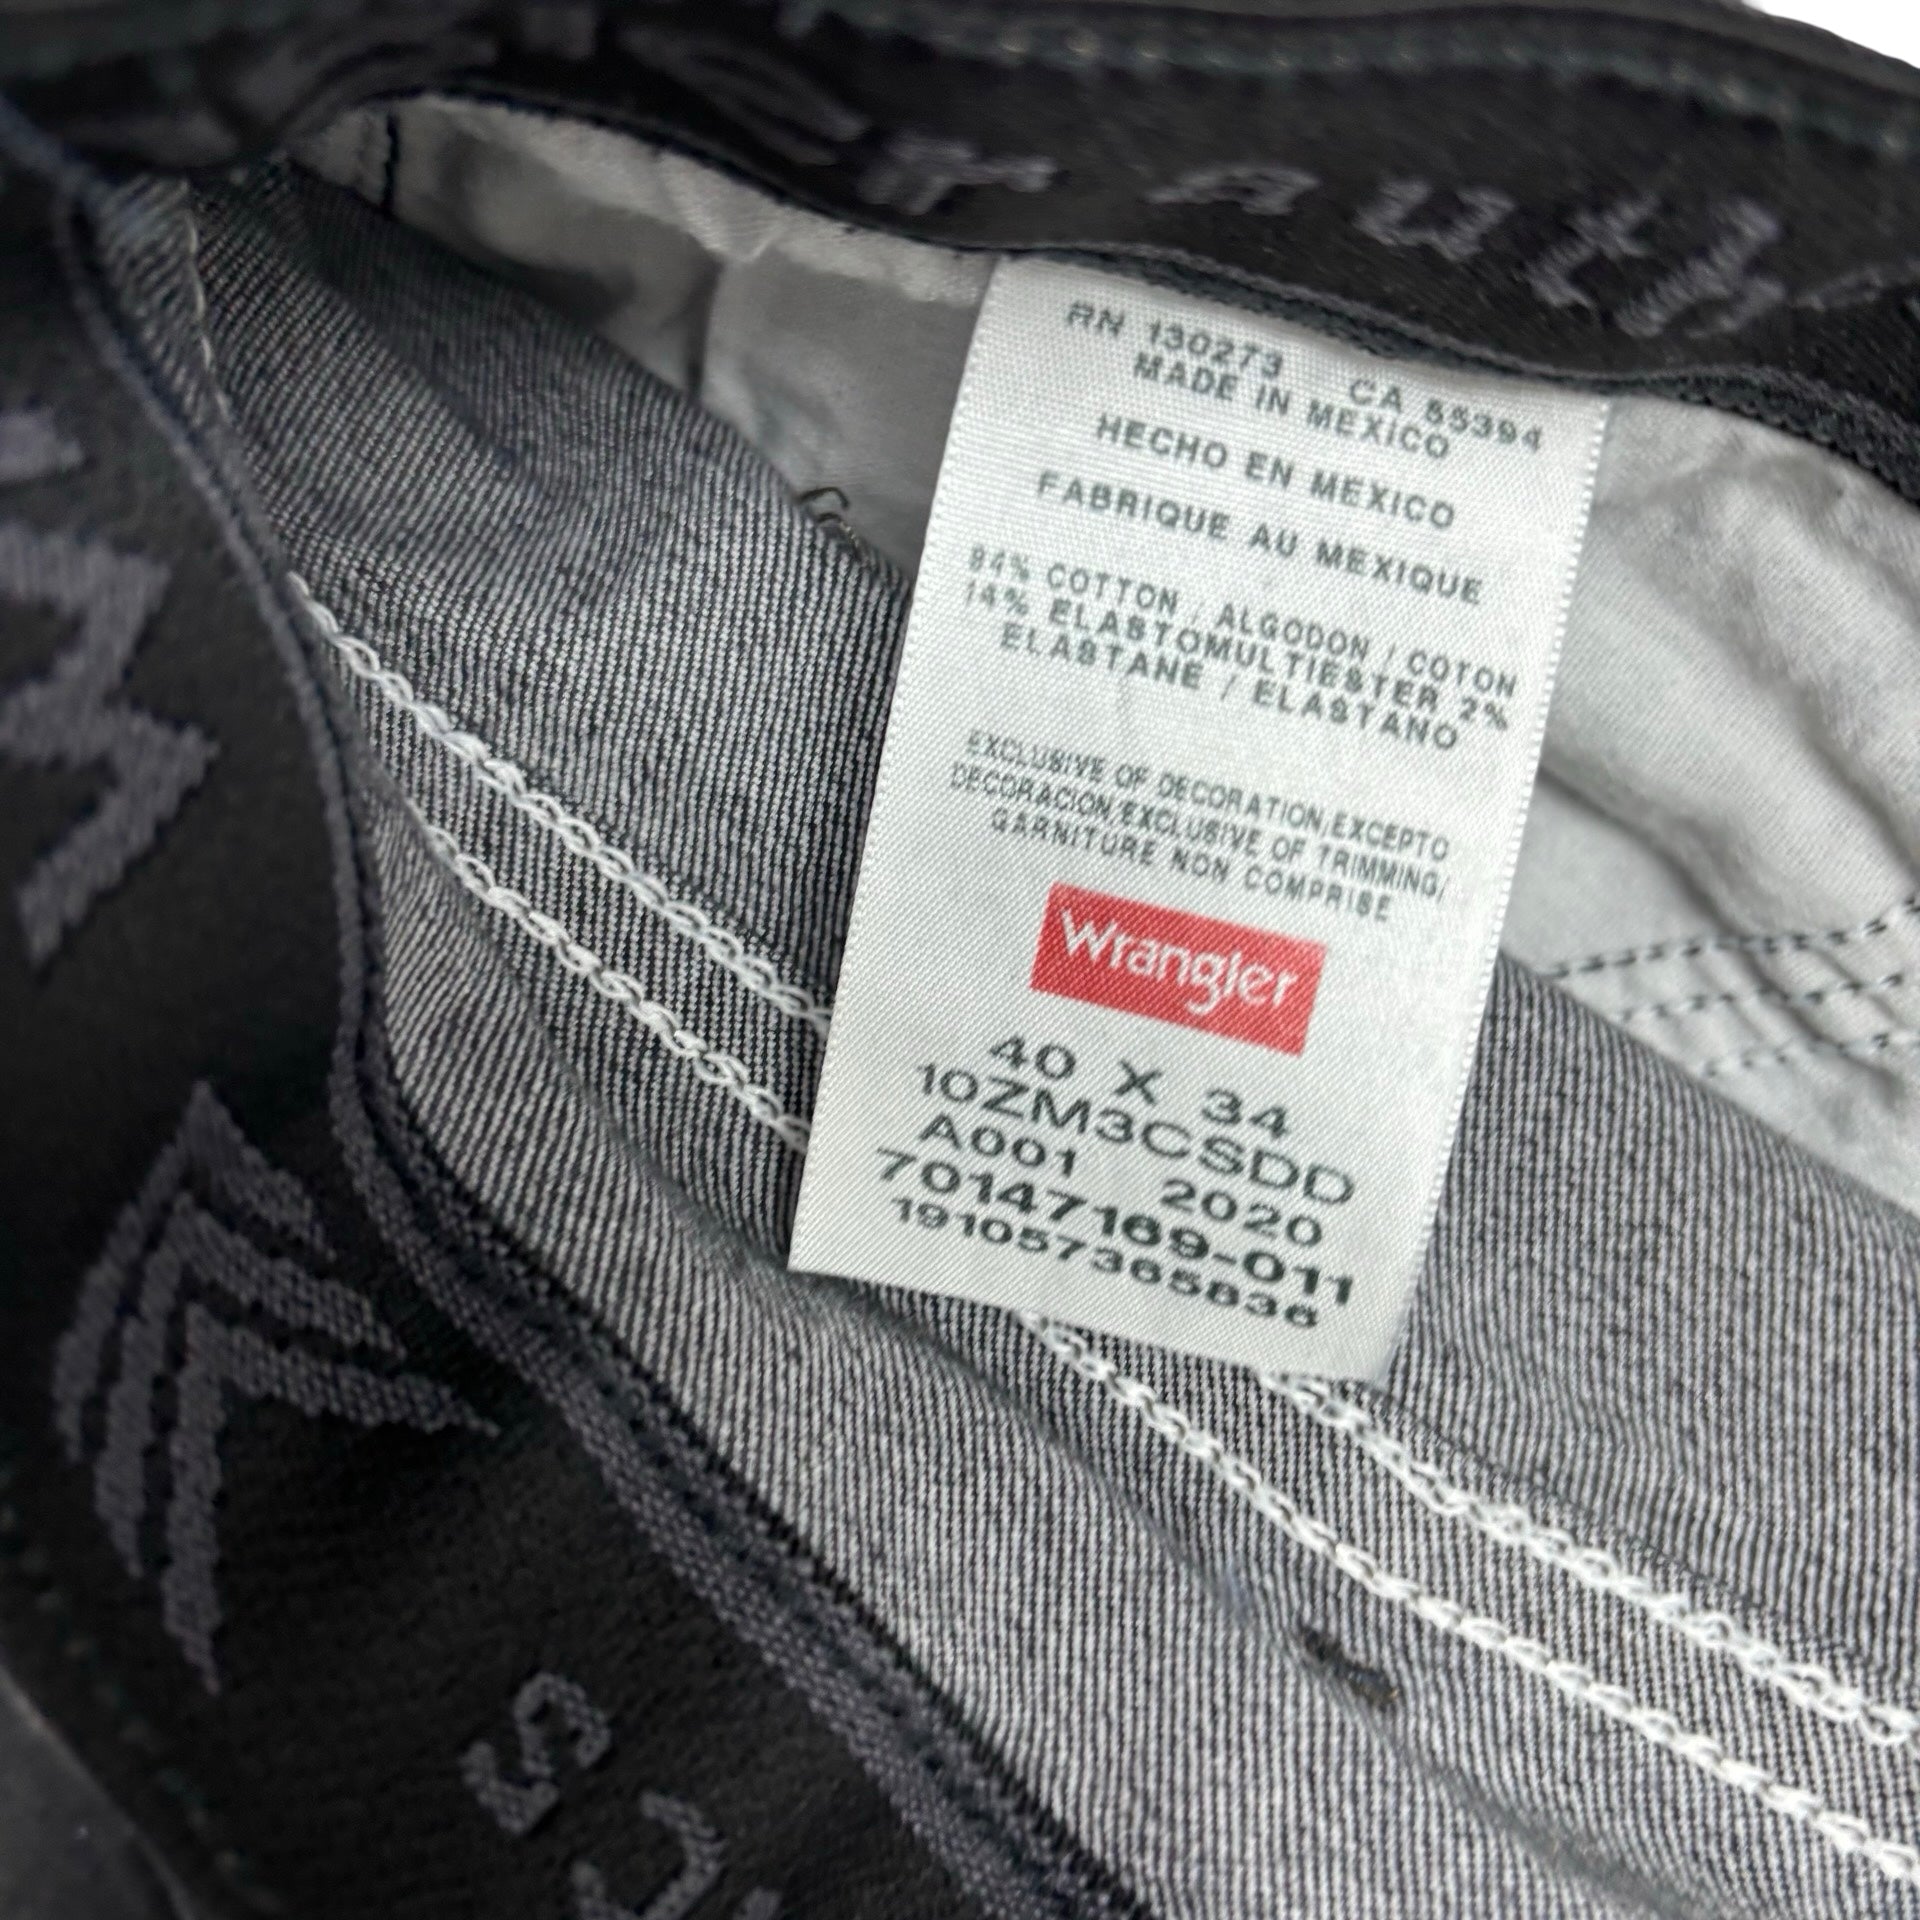 RN 130273 CA 55394
MADE IN MEXICO
HECHO EN MEXICO
FABRIQUE AU MEXIQUE
84% COTTON / ALGODON / COTON
14% ELASTOMULTIESTER 2%
ELASTANE / ELASTANO
EXCLUSIVE OF DECORATION,EXCEPTO
DECORACION/EXCLUSIVE OF TRIMMING/
GARNITURE NON COMPRISE
Wrangler
40 X 34
10ZM3CSDD
A001 2020
70147169-011
191057365836